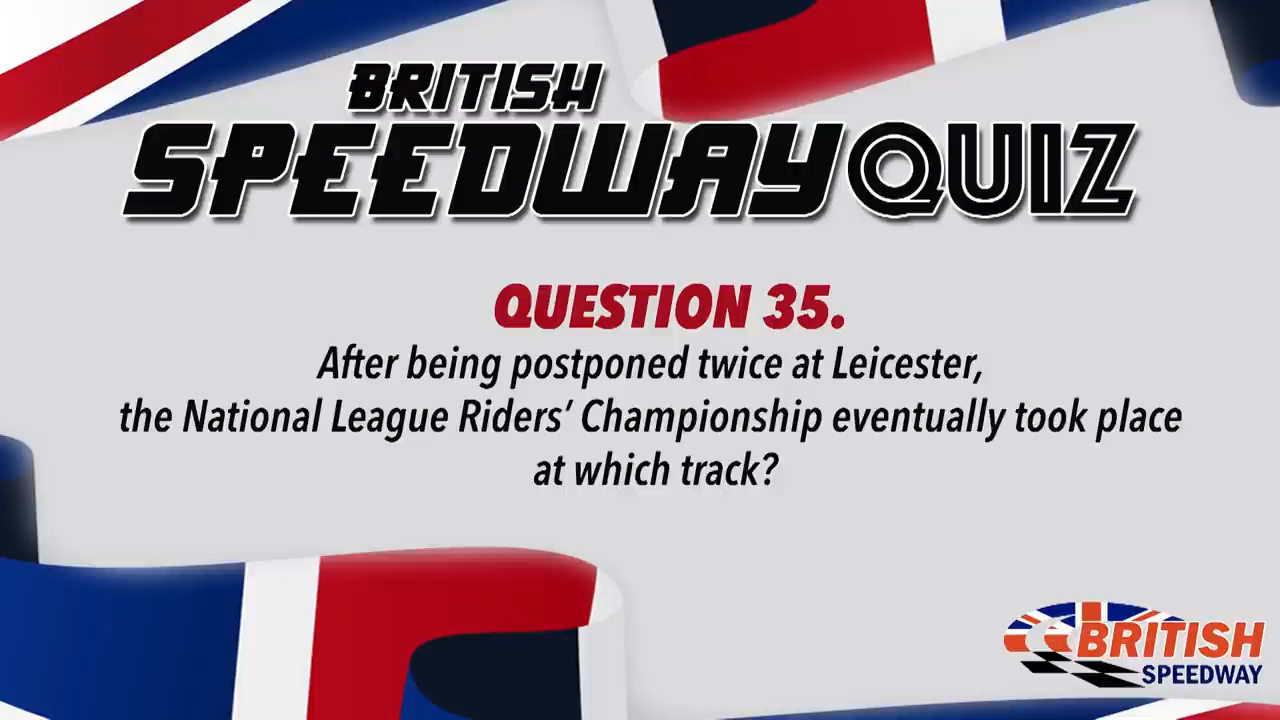 BRITISH
SPEEDWAY QUIZ
QUESTION 35.
After being postponed twice at Leicester,
the National League Riders’ Championship eventually took place
at which track?
BRITISH
SPEEDWAY